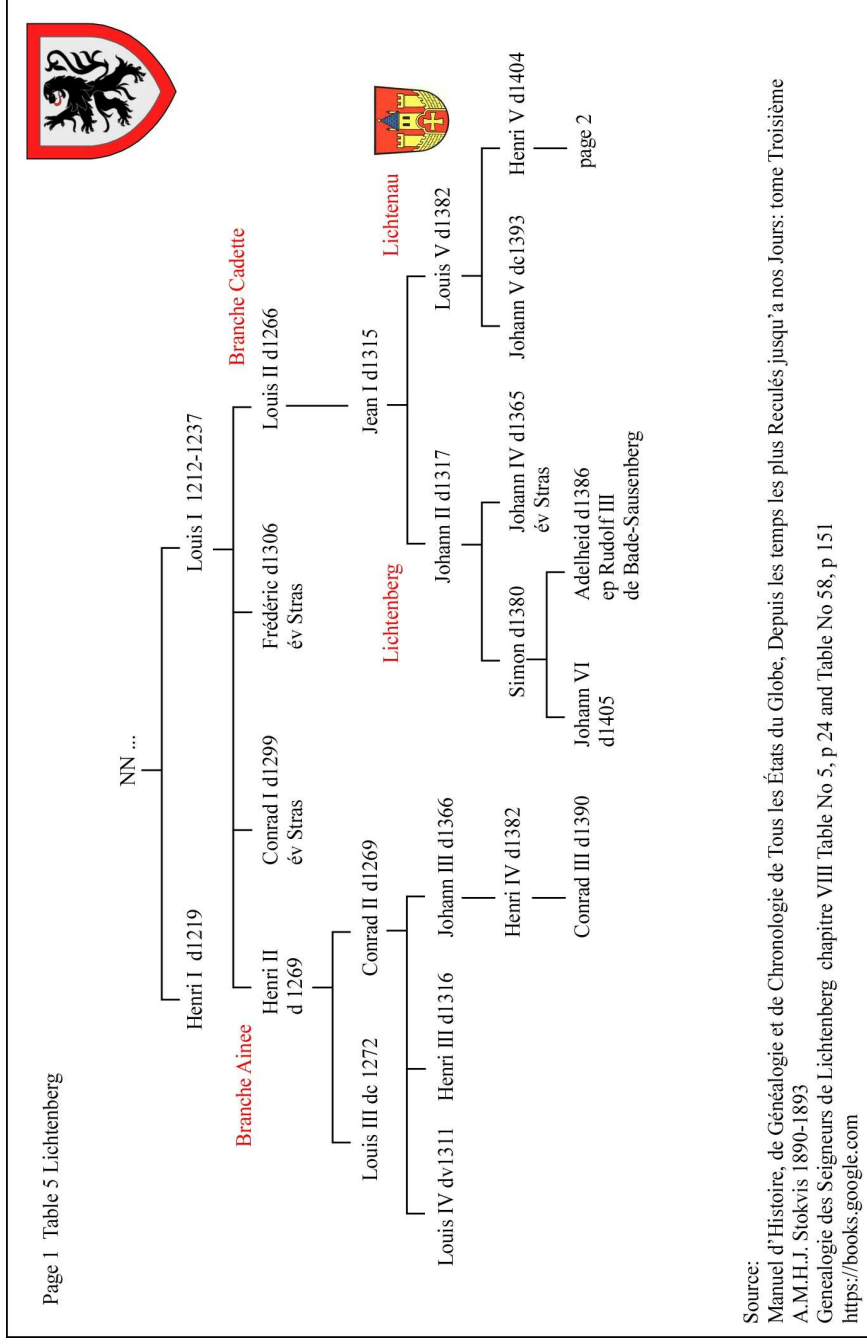 Page 1 Table 5 Lichtenberg
NN ...
Henri I d1219
Louis I 1212-1237
Branche Ainee
Branche Cadette
Henri II
d 1269
Conrad I d1299
év Stras
Frédéric d1306
év Stras
Louis II d1266
Louis III dc 1272
Conrad II d1269
Jean I d1315
Lichtenberg
Lichtenau
Louis IV dv1311
Henri III d1316
Johann III d1366
Johann II d1317
Louis V d1382
Henri IV d1382
Simon d1380
Johann IV d1365
év Stras
Johann V dc1393
Henri V d1404
Conrad III d1390
Johann VI
d1405
Adelheid d1386
ep Rudolf III
de Bade-Sausenberg
page 2
Source:
Manuel d'Histoire, de Généalogie et de Chronologie de Tous les États du Globe, Depuis les temps les plus Reculés jusqu'a nos Jours: tome Troisième
A.M.H.J. Stokvis 1890-1893
Genealogie des Seigneurs de Lichtenberg chapitre VIII Table No 5, p 24 and Table No 58, p 151
https://books.google.com